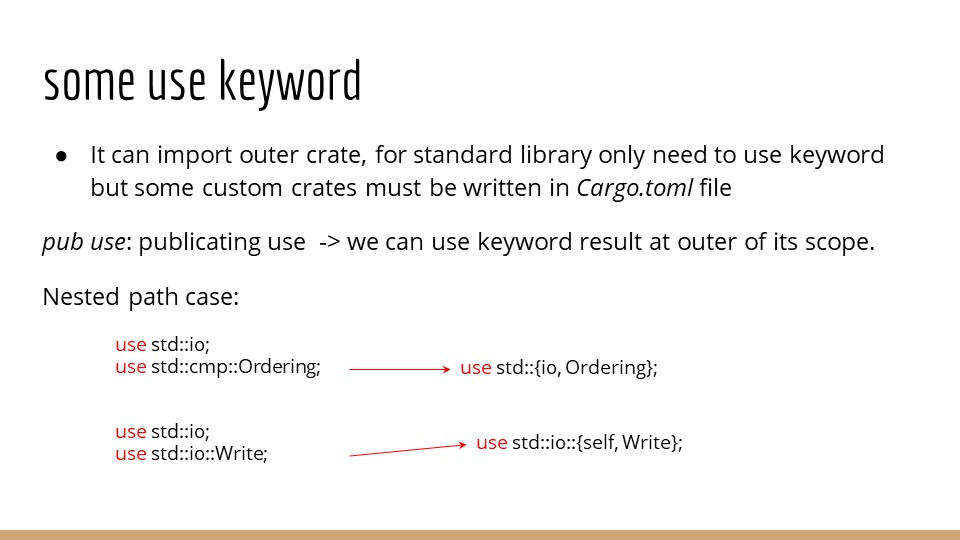 some use keyword
● It can import outer crate, for standard library only need to use keyword
but some custom crates must be written in Cargo.toml file
pub use: publicating use -> we can use keyword result at outer of its scope.
Nested path case:
use std::io;
use std::cmp::Ordering;
use std::{io, Ordering};
use std::io;
use std::io::Write;
use std::io::{self, Write};